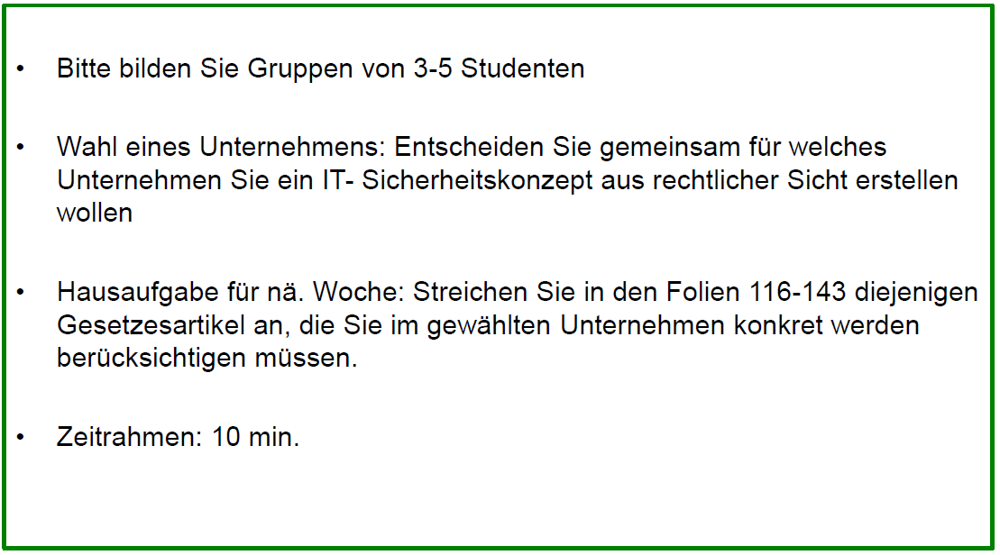 • Bitte bilden Sie Gruppen von 3-5 Studenten
• Wahl eines Unternehmens: Entscheiden Sie gemeinsam für welches
Unternehmen Sie ein IT- Sicherheitskonzept aus rechtlicher Sicht erstellen
wollen
• Hausaufgabe für nä. Woche: Streichen Sie in den Folien 116-143 diejenigen
Gesetzesartikel an, die Sie im gewählten Unternehmen konkret werden
berücksichtigen müssen.
• Zeitrahmen: 10 min.